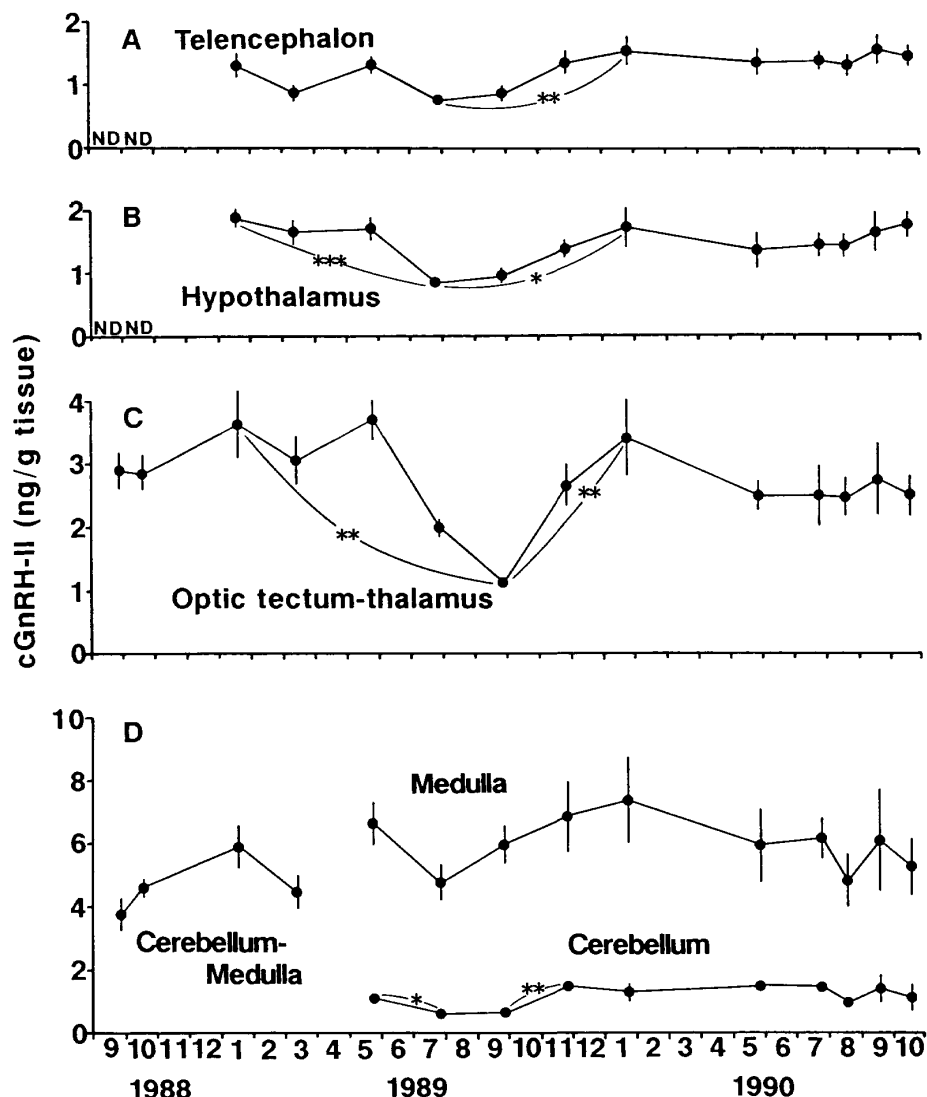 cGnRH-II (ng/g tissue)
A Telencephalon
2
1
0
ND ND
**
B
2
1
0
***
*
Hypothalamus
ND ND
C
4
3
2
1
0
**
**
Optic tectum-thalamus
D
10
8
6
4
2
0
Medulla
Cerebellum-
Medulla
Cerebellum
*
**
9 10 11 12 1 2 3 4 5 6 7 8 9 10 11 12 1 2 3 4 5 6 7 8 9 10
1988 1989 1990